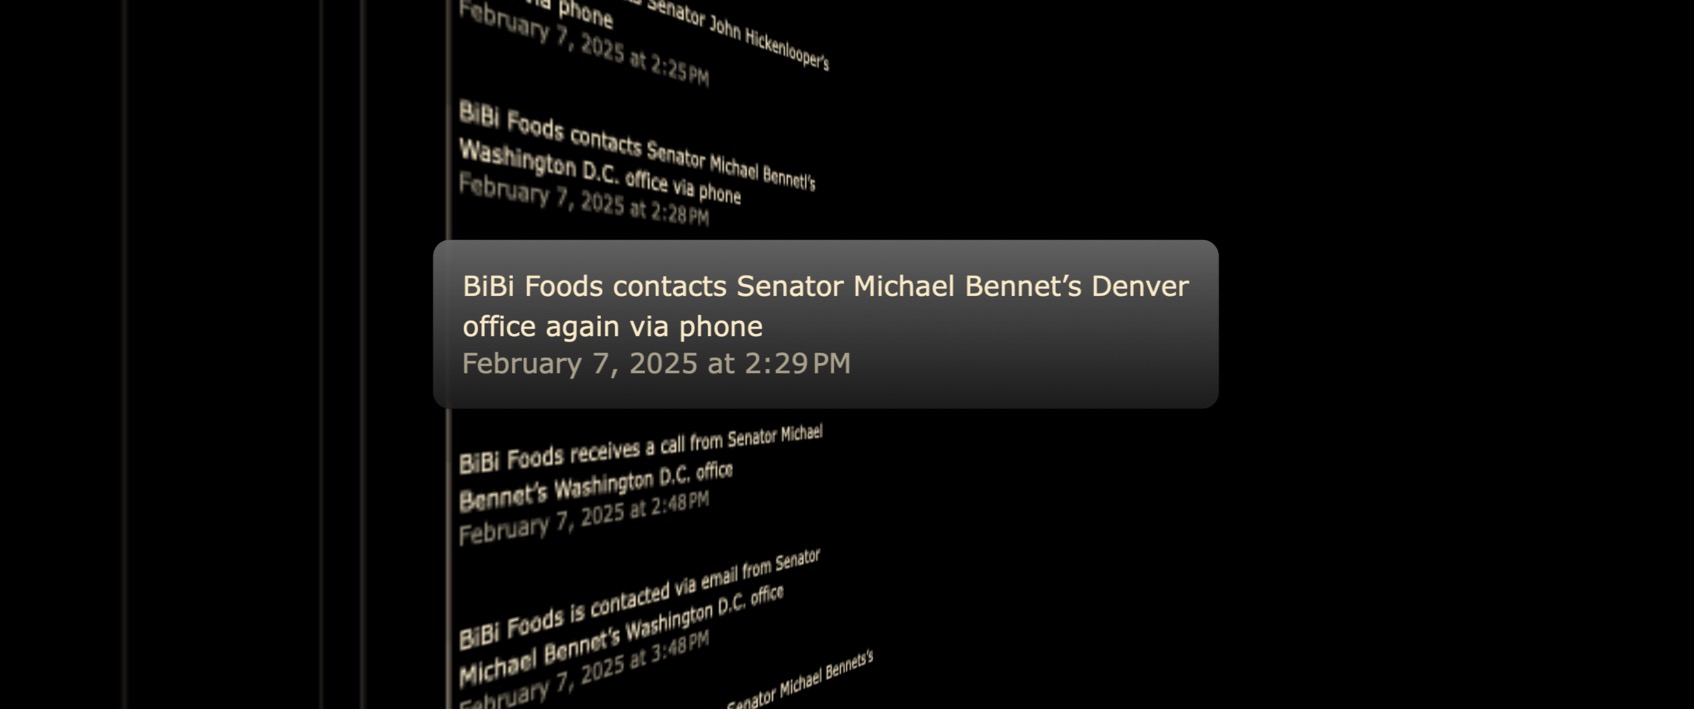 Senator John Hickenlooper's
via phone
February 7, 2025 at 2:25 PM
BiBi Foods contacts Senator Michael Bennett's
Washington D.C. office via phone
February 7, 2025 at 2:28 PM
BiBi Foods contacts Senator Michael Bennet’s Denver
office again via phone
February 7, 2025 at 2:29 PM
BiBi Foods receives a call from Senator Michael
Bennet’s Washington D.C. office
February 7, 2025 at 2:48 PM
BiBi Foods is contacted via email from Senator
Michael Bennet’s Washington D.C. office
February 7, 2025 at 3:48 PM
Senator Michael Bennets’s